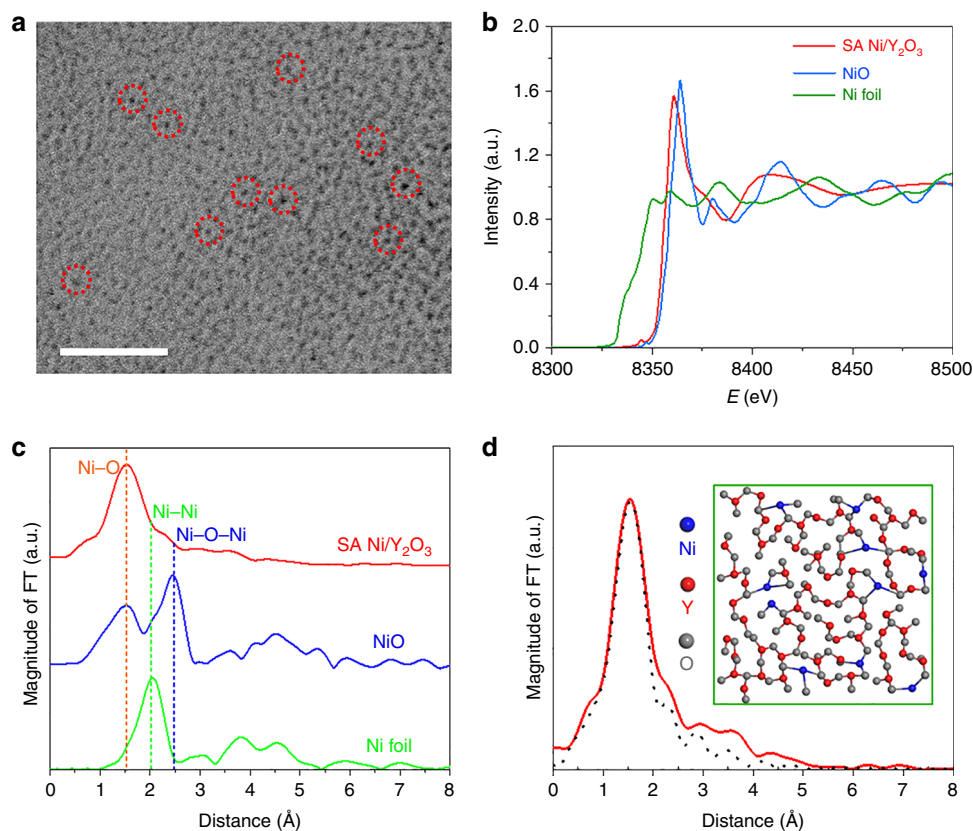 a
b
2.0
1.6
1.2
0.8
0.4
0.0
Intensity (a.u.)
SA Ni/Y₂O₃
NiO
Ni foil
8300
8350
8400
8450
8500
E (eV)
c
Ni–O
Ni–Ni
Ni–O–Ni
SA Ni/Y₂O₃
NiO
Ni foil
Magnitude of FT (a.u.)
0
1
2
3
4
5
6
7
8
Distance (Å)
d
Ni
Y
O
Magnitude of FT (a.u.)
0
1
2
3
4
5
6
7
8
Distance (Å)